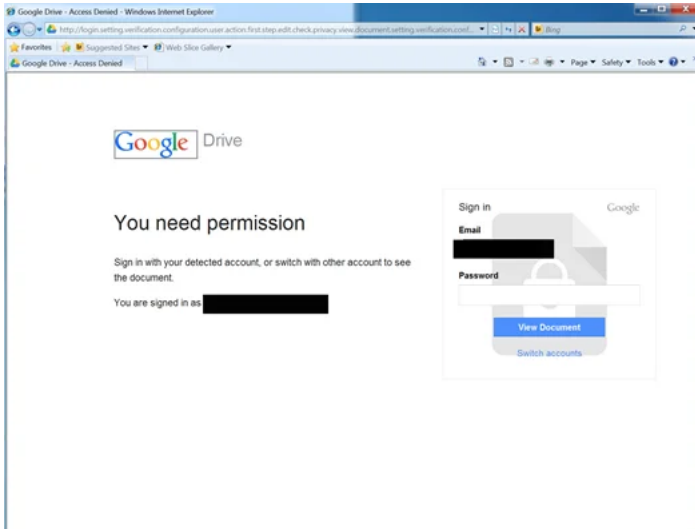 Google Drive - Access Denied - Windows Internet Explorer
http://login.setting.verification.configuration.user.action.first.step.edit.check.privacy.view.document.setting.verification.conf...
Bing
Favorites Suggested Sites Web Slice Gallery
Google Drive - Access Denied Page Safety Tools
Google Drive
You need permission
Sign in with your detected account, or switch with other account to see
the document.
You are signed in as
Sign in Google
Email
Password
View Document
Switch accounts